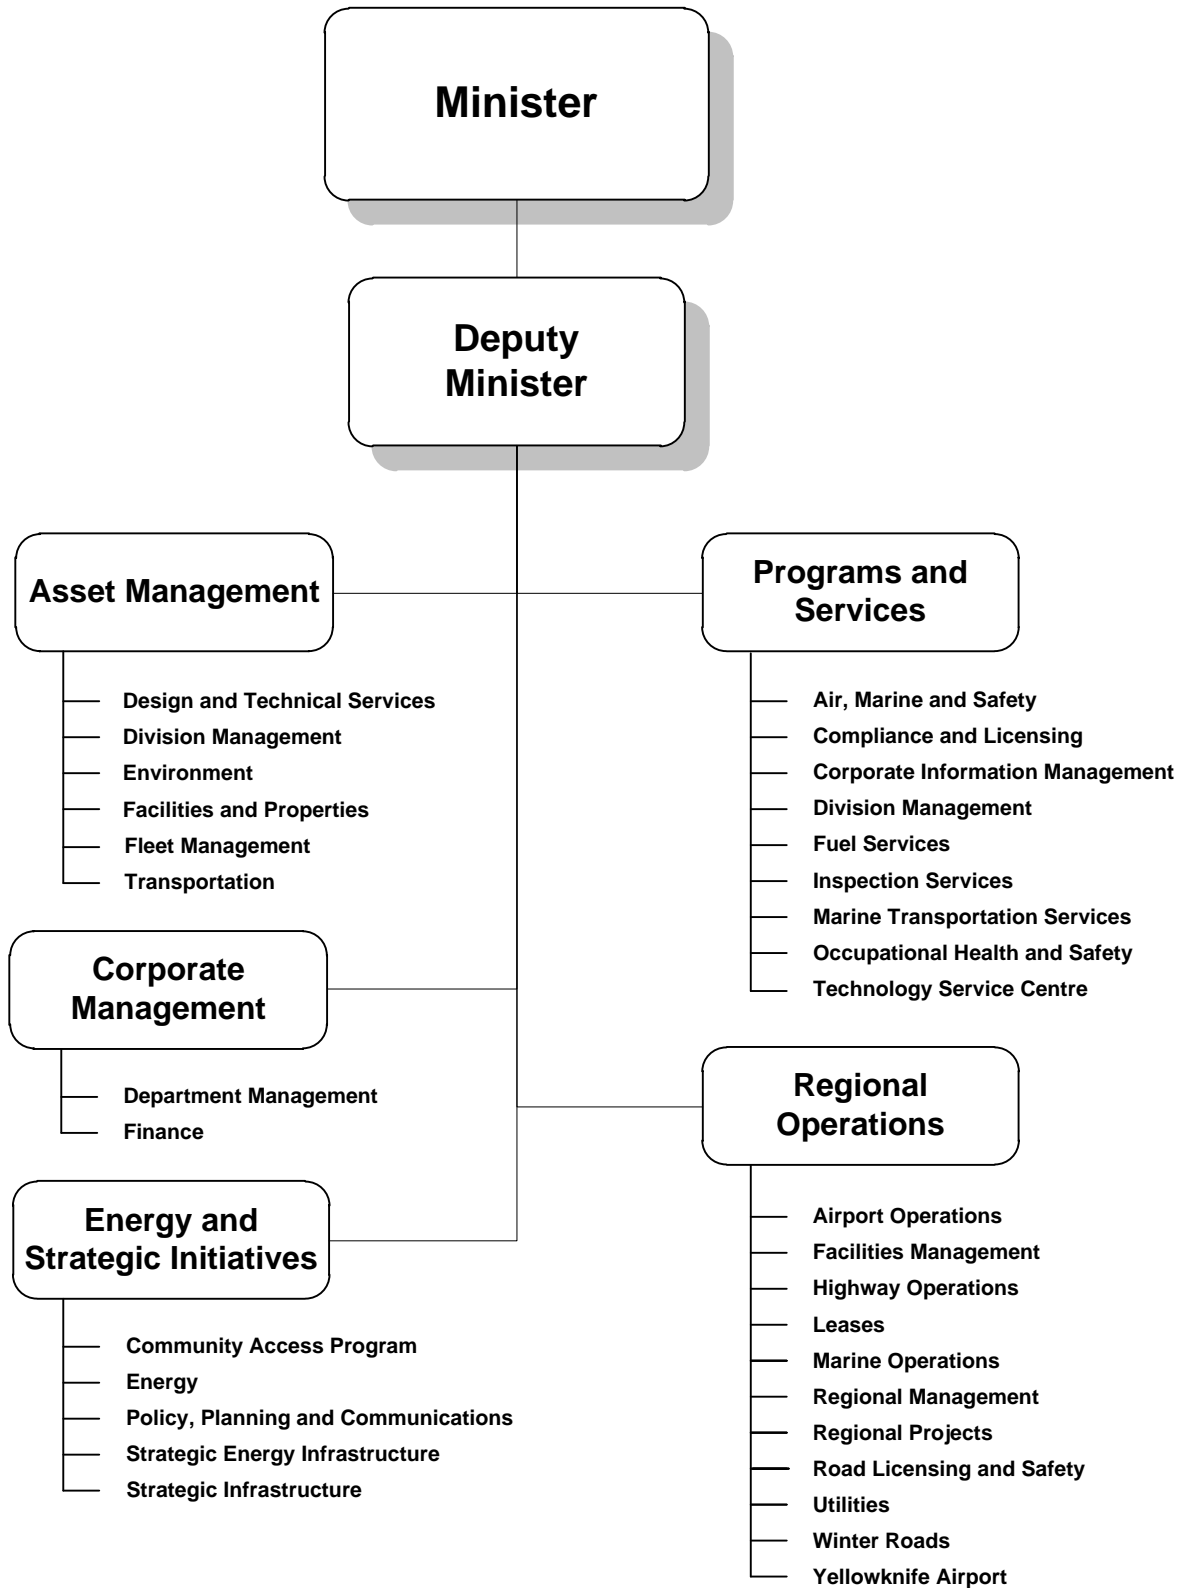 Minister
Deputy
Minister
Asset Management
Design and Technical Services
Division Management
Environment
Facilities and Properties
Fleet Management
Transportation
Corporate
Management
Department Management
Finance
Energy and
Strategic Initiatives
Community Access Program
Energy
Policy, Planning and Communications
Strategic Energy Infrastructure
Strategic Infrastructure
Programs and
Services
Air, Marine and Safety
Compliance and Licensing
Corporate Information Management
Division Management
Fuel Services
Inspection Services
Marine Transportation Services
Occupational Health and Safety
Technology Service Centre
Regional
Operations
Airport Operations
Facilities Management
Highway Operations
Leases
Marine Operations
Regional Management
Regional Projects
Road Licensing and Safety
Utilities
Winter Roads
Yellowknife Airport